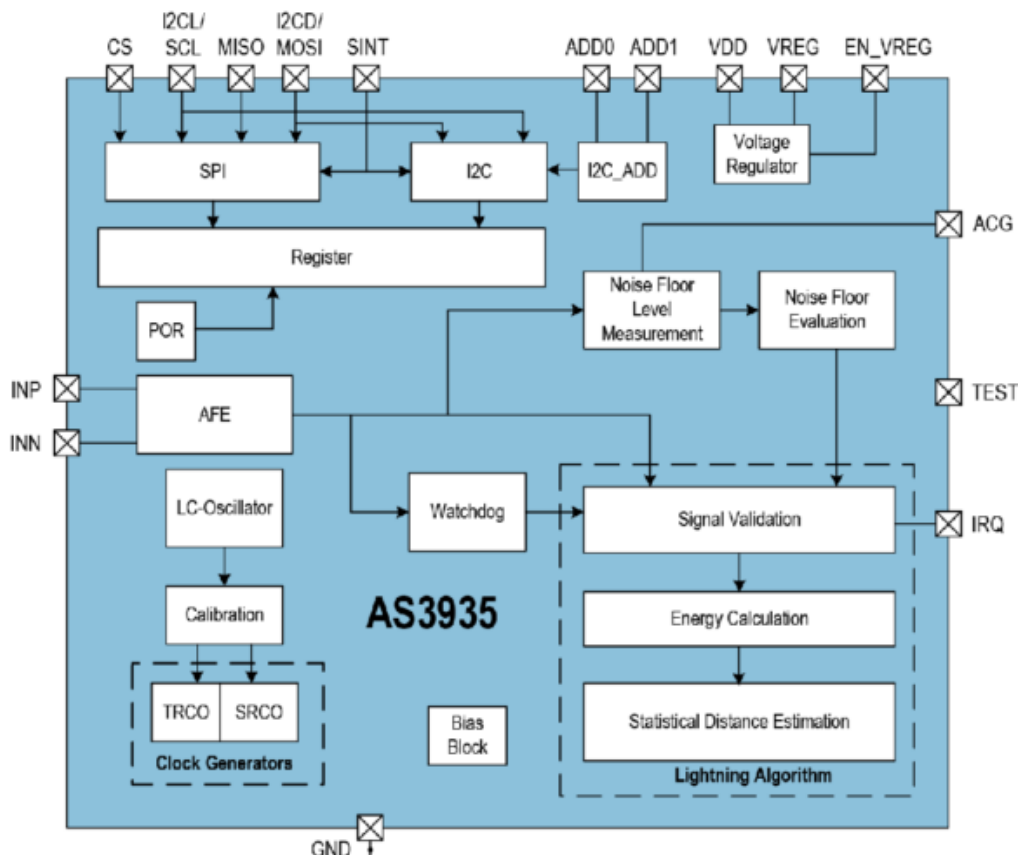 I2CL/ I2CD/
CS SCL MISO MOSI SINT ADD0 ADD1 VDD VREG EN_VREG
Voltage
Regulator
SPI I2C I2C_ADD
ACG
Register
Noise Floor
Level
Measurement
Noise Floor
Evaluation
POR
INP
AFE
TEST
INN
LC-Oscillator
Watchdog
Signal Validation
IRQ
Calibration
AS3935
Energy Calculation
TRCO SRCO
Clock Generators
Bias
Block
Statistical Distance Estimation
Lightning Algorithm
GND